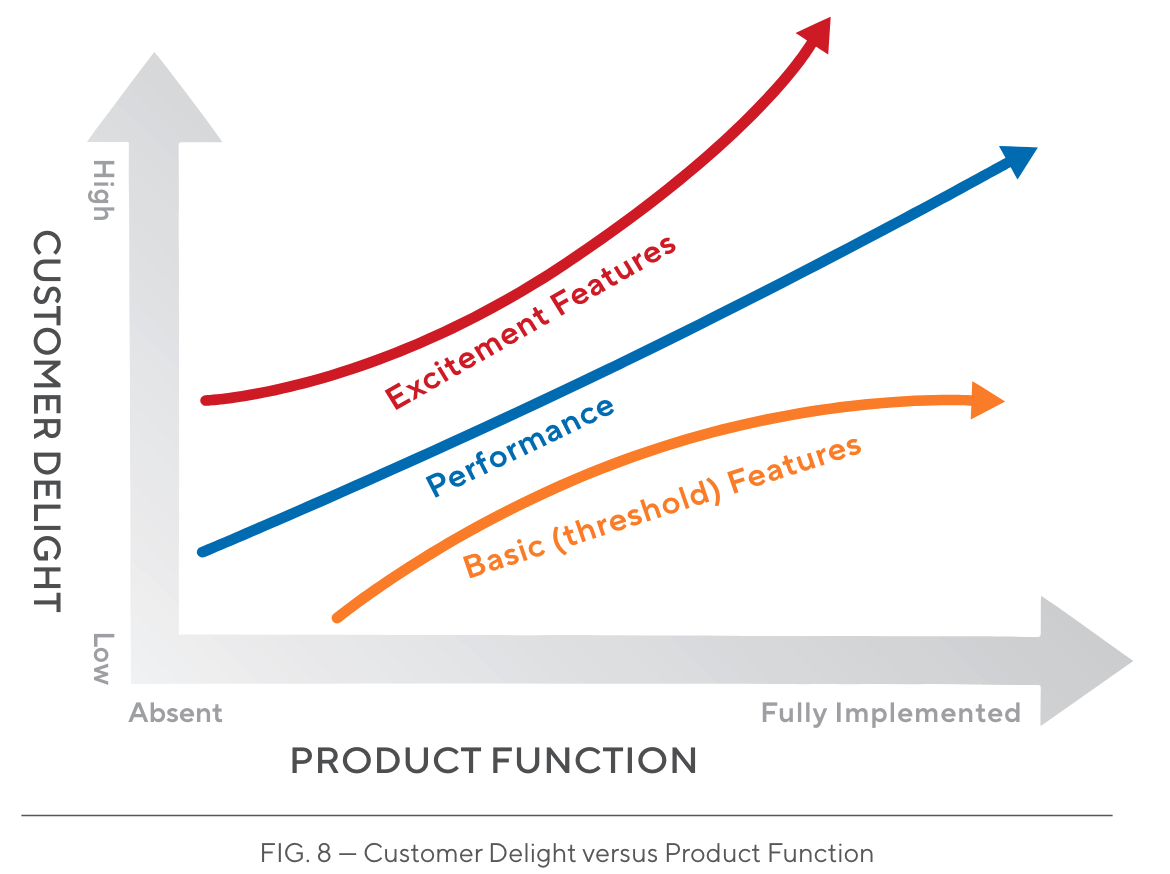 High
CUSTOMER DELIGHT
Low
Excitement Features
Performance
Basic (threshold) Features
Absent
Fully Implemented
PRODUCT FUNCTION
FIG. 8 — Customer Delight versus Product Function